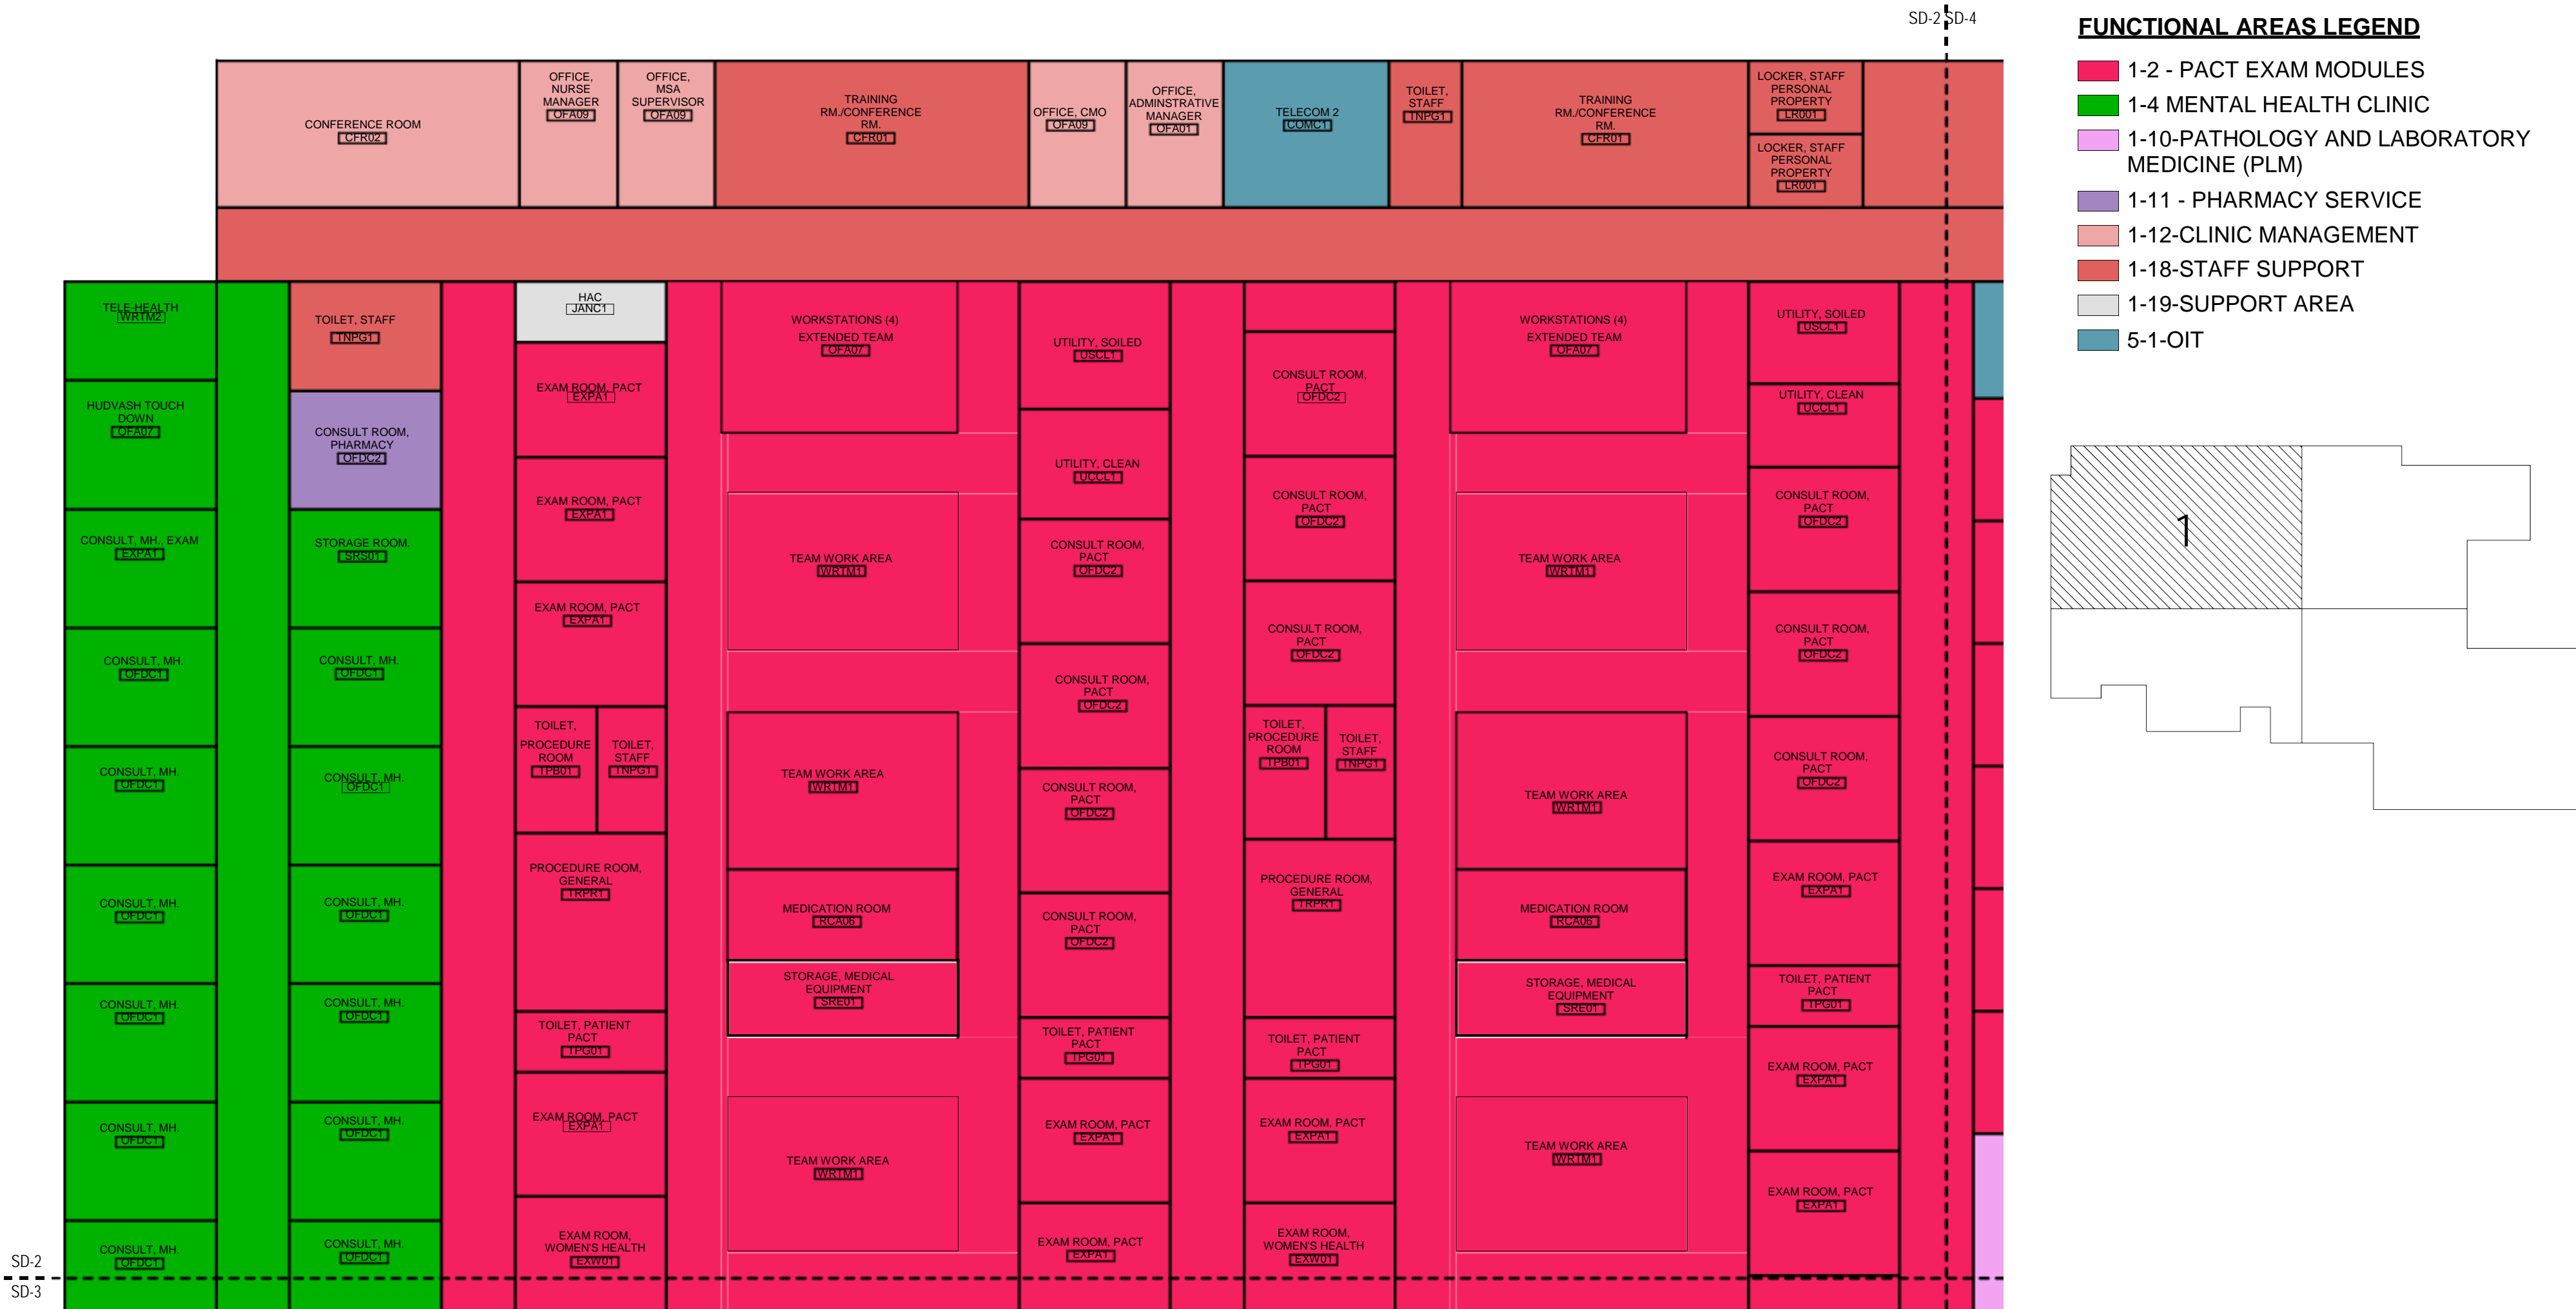 SD-2 SD-4
FUNCTIONAL AREAS LEGEND
1-2 - PACT EXAM MODULES
1-4 MENTAL HEALTH CLINIC
1-10-PATHOLOGY AND LABORATORY
MEDICINE (PLM)
1-11 - PHARMACY SERVICE
1-12-CLINIC MANAGEMENT
1-18-STAFF SUPPORT
1-19-SUPPORT AREA
5-1-OIT
1
CONFERENCE ROOM
CFR02
OFFICE,
NURSE
MANAGER
OFA09
OFFICE,
MSA
SUPERVISOR
OFA09
TRAINING
RM./CONFERENCE
RM.
CFR01
OFFICE, CMO
OFA09
OFFICE,
ADMINSTRATIVE
MANAGER
OFA01
TELECOM 2
COMC1
TOILET,
STAFF
TNPG1
TRAINING
RM./CONFERENCE
RM.
CFR01
LOCKER, STAFF
PERSONAL
PROPERTY
LR001
LOCKER, STAFF
PERSONAL
PROPERTY
LR001
TELE-HEALTH
WRTM2
HUDVASH TOUCH
DOWN
OFA07
CONSULT, MH., EXAM
EXPA1
CONSULT, MH.
OFDC1
CONSULT, MH.
OFDC1
CONSULT, MH.
OFDC1
CONSULT, MH.
OFDC1
CONSULT, MH.
OFDC1
CONSULT, MH.
OFDC1
TOILET, STAFF
TNPG1
CONSULT ROOM,
PHARMACY
OFDC2
STORAGE ROOM.
SRS01
CONSULT, MH.
OFDC1
CONSULT, MH.
OFDC1
CONSULT, MH.
OFDC1
CONSULT, MH.
OFDC1
CONSULT, MH.
OFDC1
CONSULT, MH.
OFDC1
HAC
JANC1
EXAM ROOM, PACT
EXPA1
EXAM ROOM, PACT
EXPA1
EXAM ROOM, PACT
EXPA1
TOILET,
PROCEDURE
ROOM
TPB01
TOILET,
STAFF
TNPG1
PROCEDURE ROOM,
GENERAL
TRPR1
TOILET, PATIENT
PACT
TPG01
EXAM ROOM, PACT
EXPA1
EXAM ROOM,
WOMEN'S HEALTH
EXW01
WORKSTATIONS (4)
EXTENDED TEAM
OFA07
TEAM WORK AREA
WRTM1
TEAM WORK AREA
WRTM1
MEDICATION ROOM
RCA06
STORAGE, MEDICAL
EQUIPMENT
SRE01
TEAM WORK AREA
WRTM1
UTILITY, SOILED
USCL1
UTILITY, CLEAN
UCCL1
CONSULT ROOM,
PACT
OFDC2
CONSULT ROOM,
PACT
OFDC2
CONSULT ROOM,
PACT
OFDC2
CONSULT ROOM,
PACT
OFDC2
TOILET, PATIENT
PACT
TPG01
EXAM ROOM, PACT
EXPA1
EXAM ROOM, PACT
EXPA1
CONSULT ROOM,
PACT
OFDC2
CONSULT ROOM,
PACT
OFDC2
CONSULT ROOM,
PACT
OFDC2
TOILET,
PROCEDURE
ROOM
TPB01
TOILET,
STAFF
TNPG1
PROCEDURE ROOM,
GENERAL
TRPR1
TOILET, PATIENT
PACT
TPG01
EXAM ROOM, PACT
EXPA1
EXAM ROOM,
WOMEN'S HEALTH
EXW01
WORKSTATIONS (4)
EXTENDED TEAM
OFA07
TEAM WORK AREA
WRTM1
TEAM WORK AREA
WRTM1
MEDICATION ROOM
RCA06
STORAGE, MEDICAL
EQUIPMENT
SRE01
TEAM WORK AREA
WRTM1
UTILITY, SOILED
USCL1
UTILITY, CLEAN
UCCL1
CONSULT ROOM,
PACT
OFDC2
CONSULT ROOM,
PACT
OFDC2
CONSULT ROOM,
PACT
OFDC2
EXAM ROOM, PACT
EXPA1
TOILET, PATIENT
PACT
TPG01
EXAM ROOM, PACT
EXPA1
EXAM ROOM, PACT
EXPA1
SD-2
SD-3